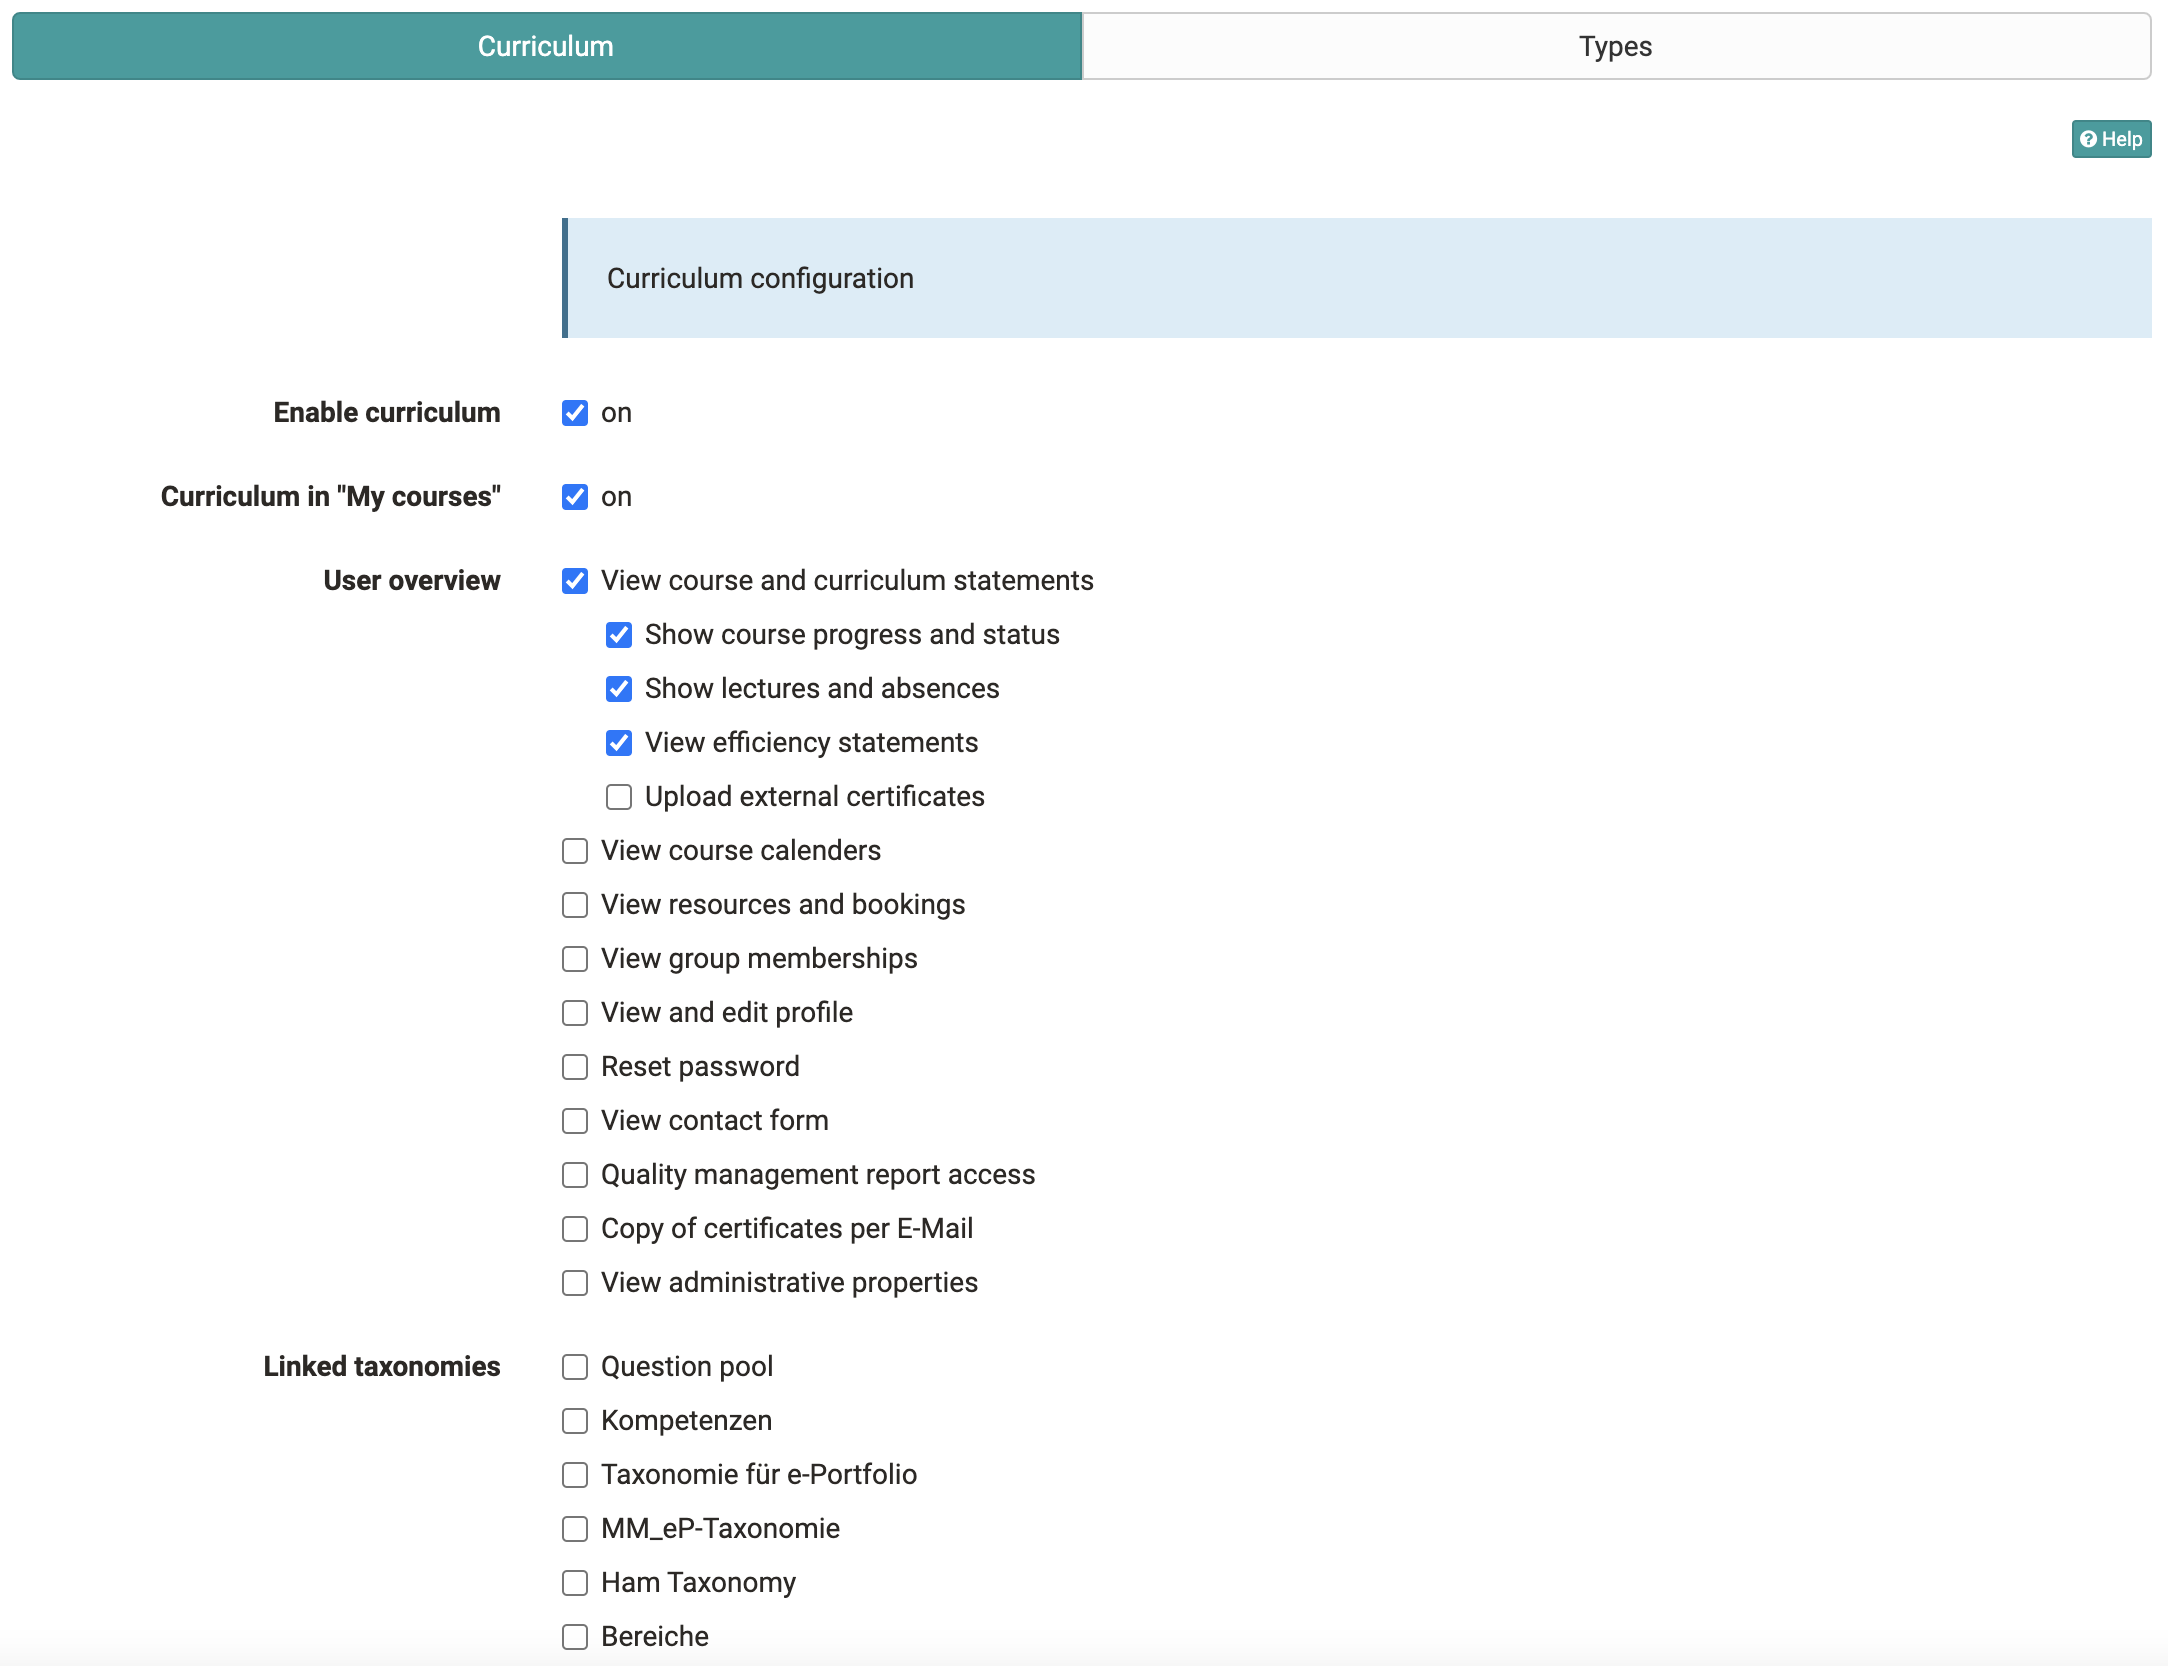 Curriculum
Types
Help
Curriculum configuration
Enable curriculum
on
Curriculum in "My courses"
on
User overview
View course and curriculum statements
Show course progress and status
Show lectures and absences
View efficiency statements
Upload external certificates
View course calenders
View resources and bookings
View group memberships
View and edit profile
Reset password
View contact form
Quality management report access
Copy of certificates per E-Mail
View administrative properties
Linked taxonomies
Question pool
Kompetenzen
Taxonomie für e-Portfolio
MM_eP-Taxonomie
Ham Taxonomy
Bereiche